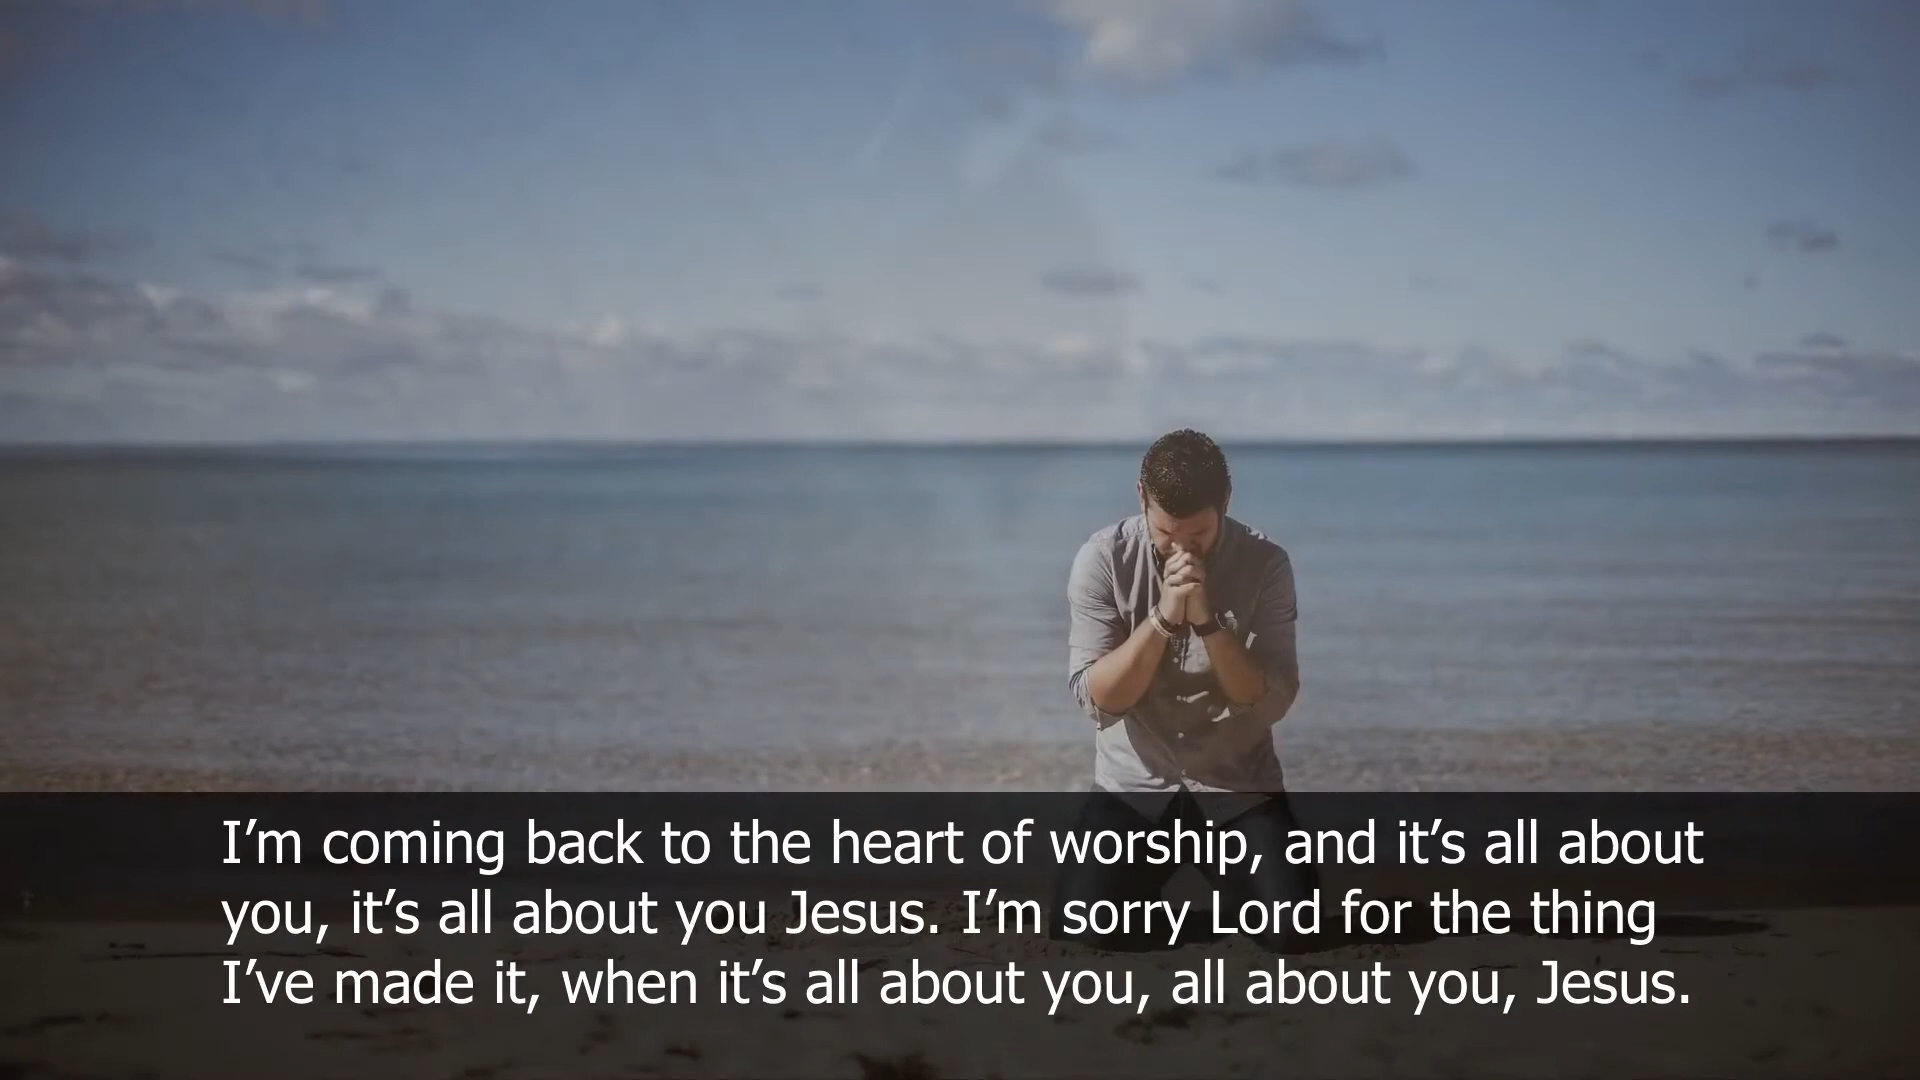 I’m coming back to the heart of worship, and it’s all about
you, it’s all about you Jesus. I’m sorry Lord for the thing
I’ve made it, when it’s all about you, all about you, Jesus.